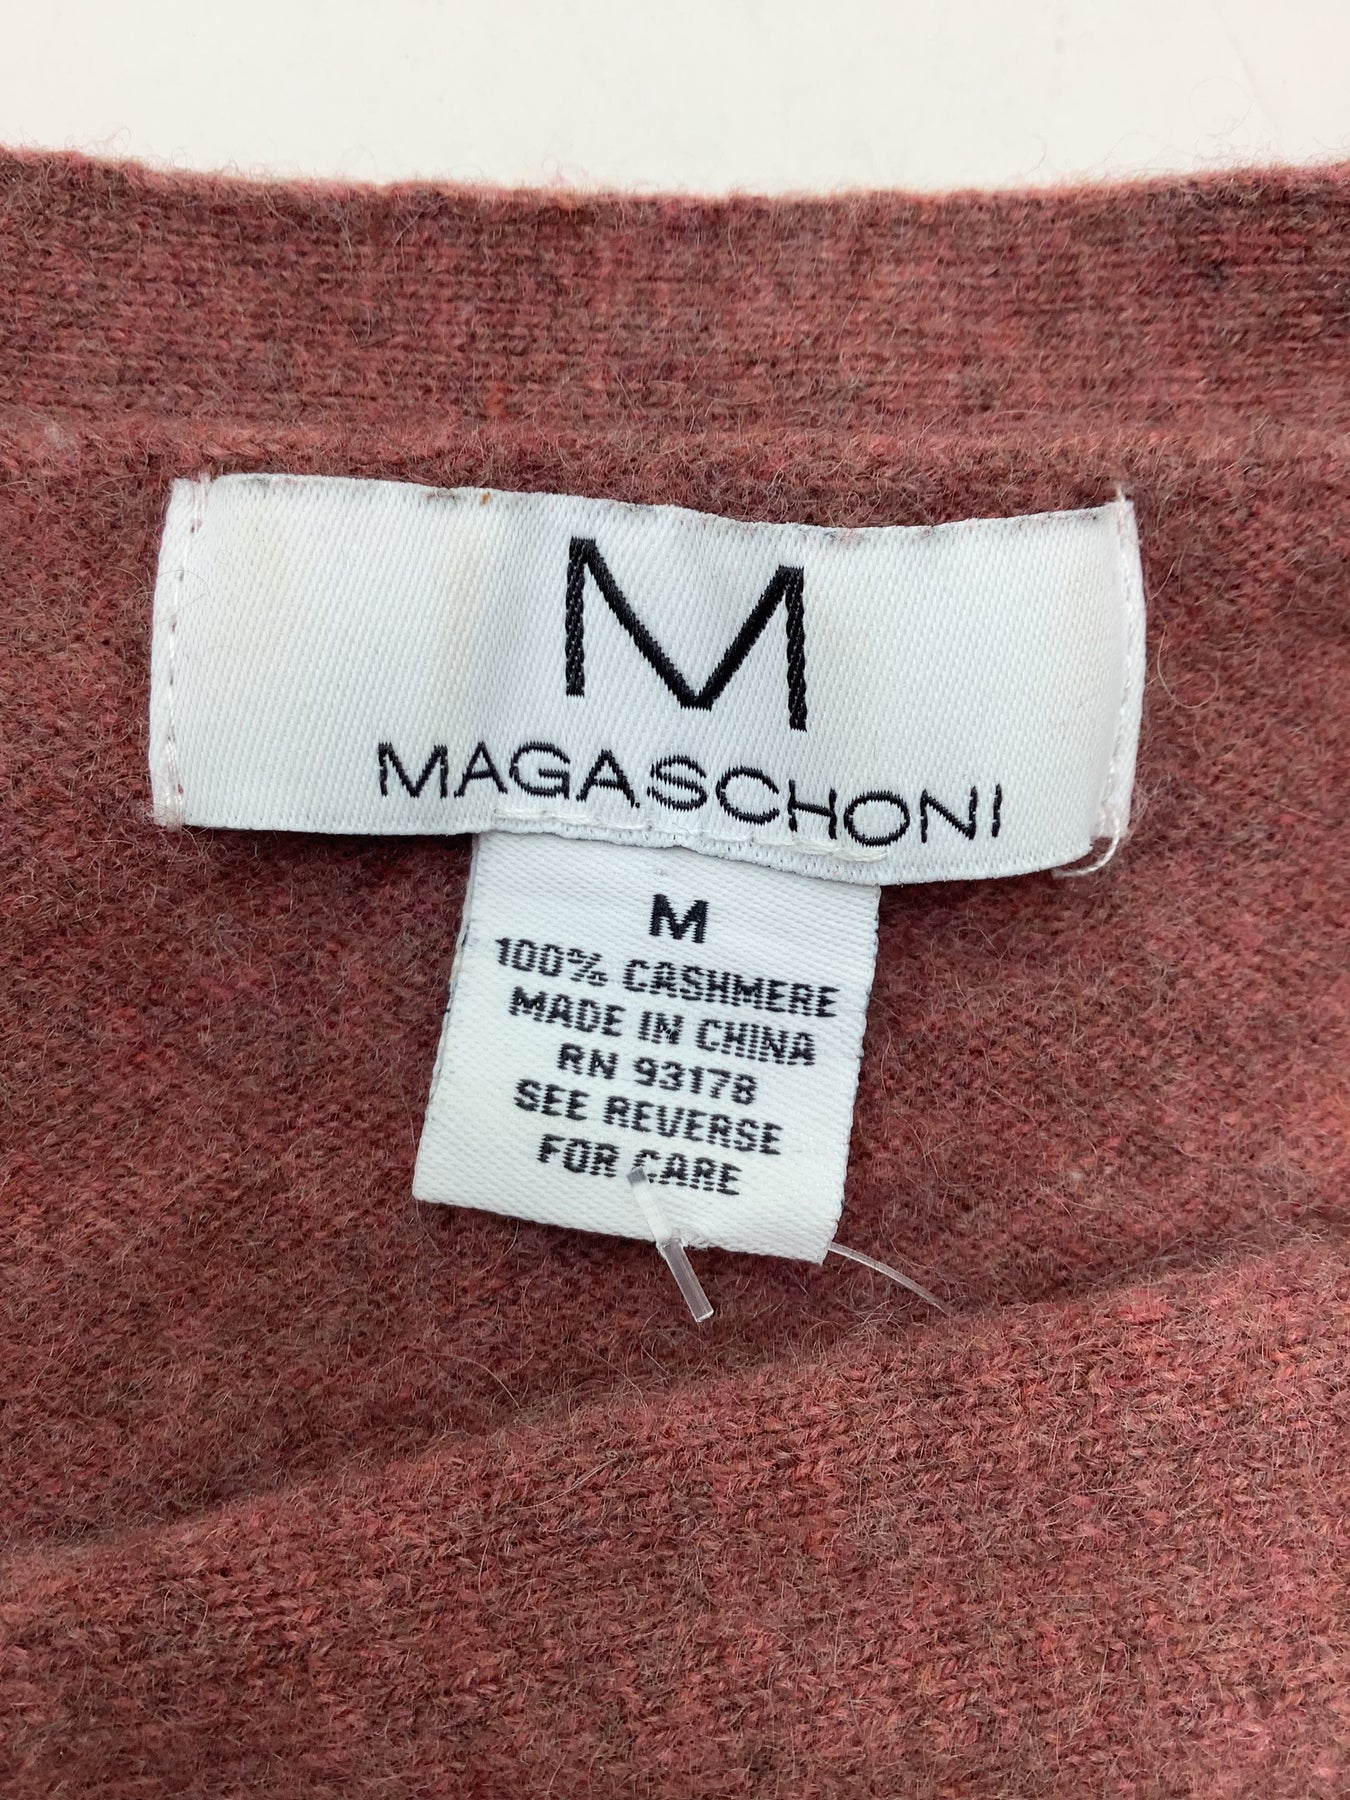 M
MAGASCHONI
M
100% CASHMERE
MADE IN CHINA
RN 93178
SEE REVERSE
FOR CARE